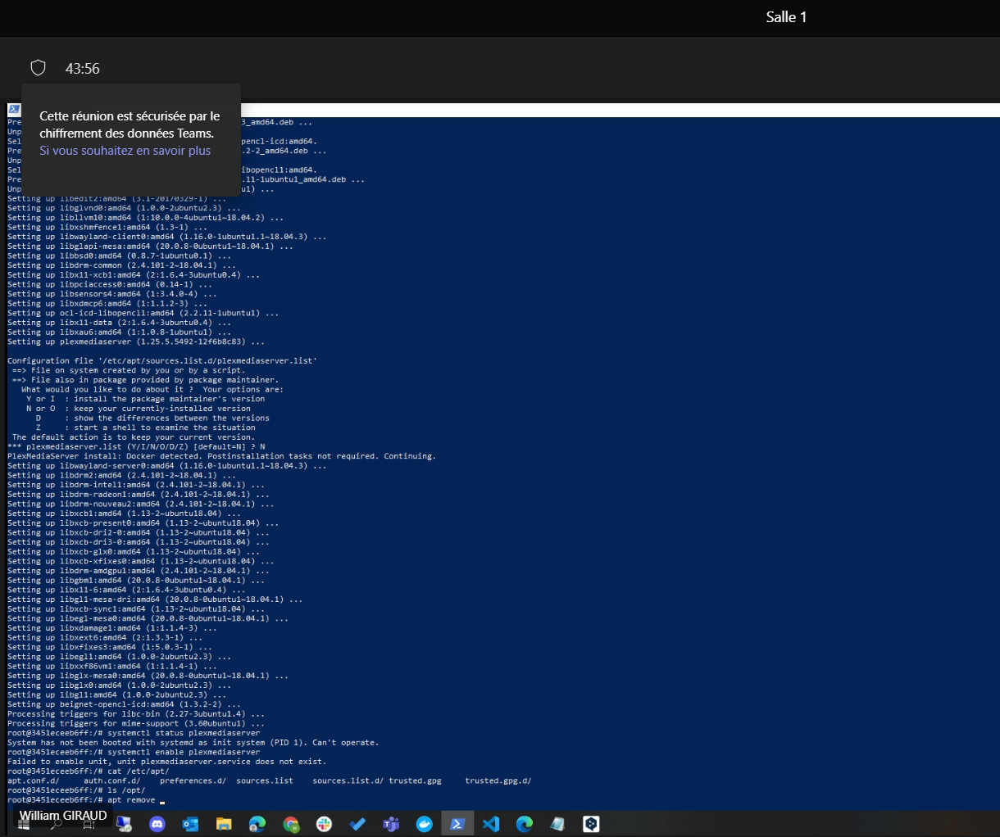 Salle 1
43:56
Cette réunion est sécurisée par le
chiffrement des données Teams.
Si vous souhaitez en savoir plus
Pre 3_amd64.deb ...
Unp
Sel pencl-icd:amd64.
Pre .2-2_amd64.deb ...
Unp
Sel ibopencl1:amd64.
Pre .11-1ubuntu1_amd64.deb ...
Unp u1) ...
Setting up libedit2:amd64 (3.1-20170329-1) ...
Setting up libglvnd0:amd64 (1.0.0-2ubuntu2.3) ...
Setting up libllvm10:amd64 (1:10.0.0-4ubuntu1~18.04.2) ...
Setting up libxshmfence1:amd64 (1.3-1) ...
Setting up libwayland-client0:amd64 (1.16.0-1ubuntu1.1~18.04.3) ...
Setting up libglapi-mesa:amd64 (20.0.8-0ubuntu1~18.04.1) ...
Setting up libbsd0:amd64 (0.8.7-1ubuntu0.1) ...
Setting up libdrm-common (2.4.101-2~18.04.1) ...
Setting up libx11-xcb1:amd64 (2:1.6.4-3ubuntu0.4) ...
Setting up libpciaccess0:amd64 (0.14-1) ...
Setting up libsensors4:amd64 (1:3.4.0-4) ...
Setting up libxdmcp6:amd64 (1:1.1.2-3) ...
Setting up ocl-icd-libopencl1:amd64 (2.2.11-1ubuntu1) ...
Setting up libx11-data (2:1.6.4-3ubuntu0.4) ...
Setting up libxau6:amd64 (1:1.0.8-1ubuntu1) ...
Setting up plexmediaserver (1.25.5.5492-12f6b8c83) ...
Configuration file '/etc/apt/sources.list.d/plexmediaserver.list'
==> File on system created by you or by a script.
==> File also in package provided by package maintainer.
What would you like to do about it ?  Your options are:
Y or I  : install the package maintainer's version
N or O  : keep your currently-installed version
D     : show the differences between the versions
Z     : start a shell to examine the situation
The default action is to keep your current version.
*** plexmediaserver.list (Y/I/N/O/D/Z) [default=N] ? N
PlexMediaServer install: Docker detected. Postinstallation tasks not required. Continuing.
Setting up libwayland-server0:amd64 (1.16.0-1ubuntu1.1~18.04.3) ...
Setting up libdrm2:amd64 (2.4.101-2~18.04.1) ...
Setting up libdrm-intel1:amd64 (2.4.101-2~18.04.1) ...
Setting up libdrm-radeon1:amd64 (2.4.101-2~18.04.1) ...
Setting up libdrm-nouveau2:amd64 (2.4.101-2~18.04.1) ...
Setting up libxcb1:amd64 (1.13-2~ubuntu18.04) ...
Setting up libxcb-present0:amd64 (1.13-2~ubuntu18.04) ...
Setting up libxcb-dri2-0:amd64 (1.13-2~ubuntu18.04) ...
Setting up libxcb-dri3-0:amd64 (1.13-2~ubuntu18.04) ...
Setting up libxcb-glx0:amd64 (1.13-2~ubuntu18.04) ...
Setting up libxcb-xfixes0:amd64 (1.13-2~ubuntu18.04) ...
Setting up libdrm-amdgpu1:amd64 (2.4.101-2~18.04.1) ...
Setting up libgbm1:amd64 (20.0.8-0ubuntu1~18.04.1) ...
Setting up libx11-6:amd64 (2:1.6.4-3ubuntu0.4) ...
Setting up libgl1-mesa-dri:amd64 (20.0.8-0ubuntu1~18.04.1) ...
Setting up libxcb-sync1:amd64 (1.13-2~ubuntu18.04) ...
Setting up libegl-mesa0:amd64 (20.0.8-0ubuntu1~18.04.1) ...
Setting up libxdamage1:amd64 (1:1.1.4-3) ...
Setting up libxext6:amd64 (2:1.3.3-1) ...
Setting up libxfixes3:amd64 (1:5.0.3-1) ...
Setting up libegl1:amd64 (1.0.0-2ubuntu2.3) ...
Setting up libxxf86vm1:amd64 (1:1.1.4-1) ...
Setting up libglx-mesa0:amd64 (20.0.8-0ubuntu1~18.04.1) ...
Setting up libglx0:amd64 (1.0.0-2ubuntu2.3) ...
Setting up libgl1:amd64 (1.0.0-2ubuntu2.3) ...
Setting up beignet-opencl-icd:amd64 (1.3.2-2) ...
Processing triggers for libc-bin (2.27-3ubuntu1.4) ...
Processing triggers for mime-support (3.60ubuntu1) ...
root@3451eceeb6ff:/# systemctl status plexmediaserver
System has not been booted with systemd as init system (PID 1). Can't operate.
root@3451eceeb6ff:/# systemctl enable plexmediaserver
Failed to enable unit, unit plexmediaserver.service does not exist.
root@3451eceeb6ff:/# cat /etc/apt/
apt.conf.d/     auth.conf.d/    preferences.d/  sources.list    sources.list.d/ trusted.gpg     trusted.gpg.d/
root@3451eceeb6ff:/# ls /opt/
root@3451eceeb6ff:/# apt remove _
William GIRAUD